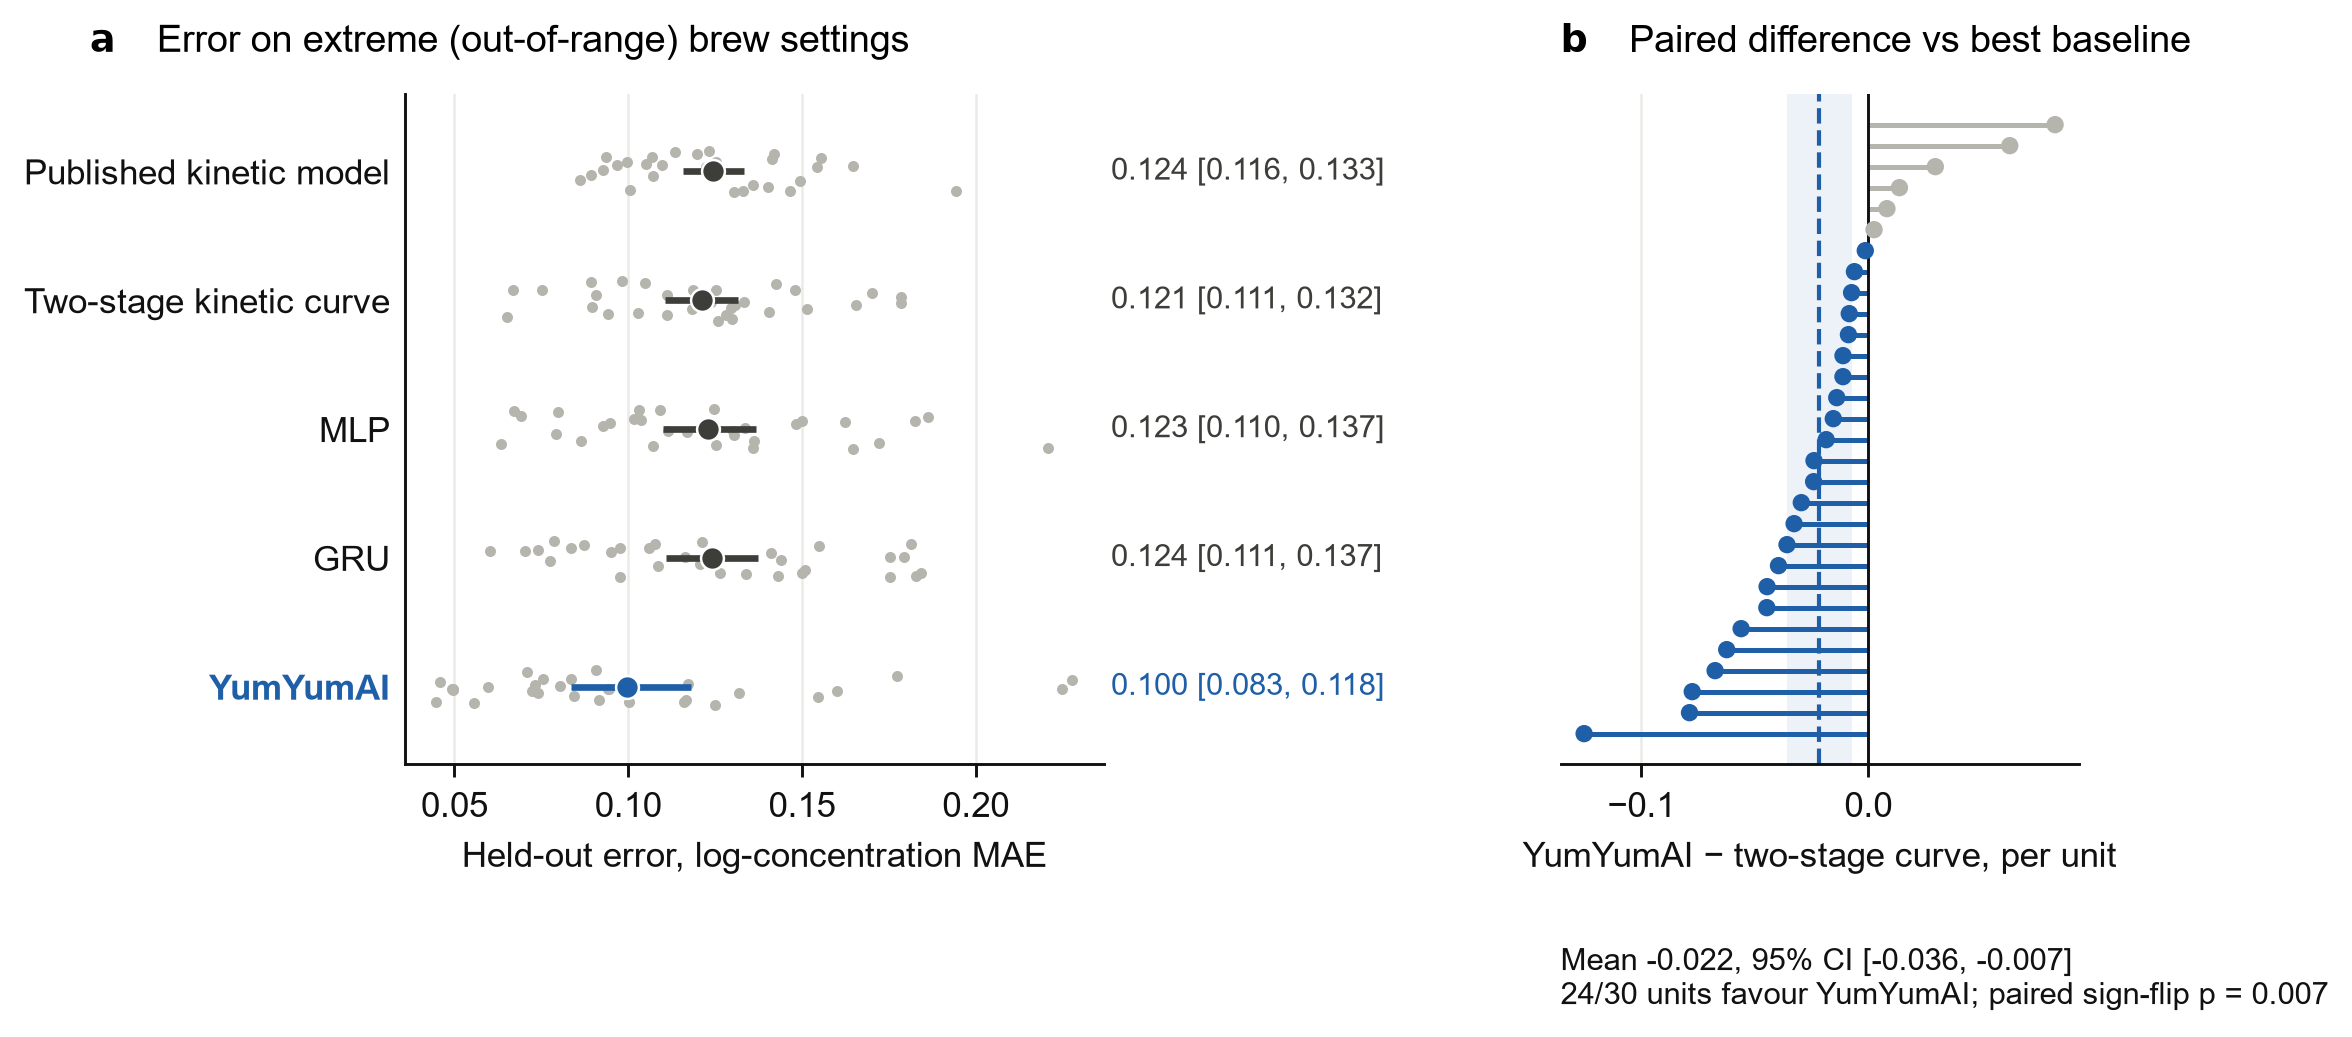 a Error on extreme (out-of-range) brew settings
Published kinetic model
0.124 [0.116, 0.133]
Two-stage kinetic curve
0.121 [0.111, 0.132]
MLP
0.123 [0.110, 0.137]
GRU
0.124 [0.111, 0.137]
YumYumAI
0.100 [0.083, 0.118]
0.05 0.10 0.15 0.20
Held-out error, log-concentration MAE
b Paired difference vs best baseline
−0.1 0.0
YumYumAI − two-stage curve, per unit
Mean -0.022, 95% CI [-0.036, -0.007]
24/30 units favour YumYumAI; paired sign-flip p = 0.007